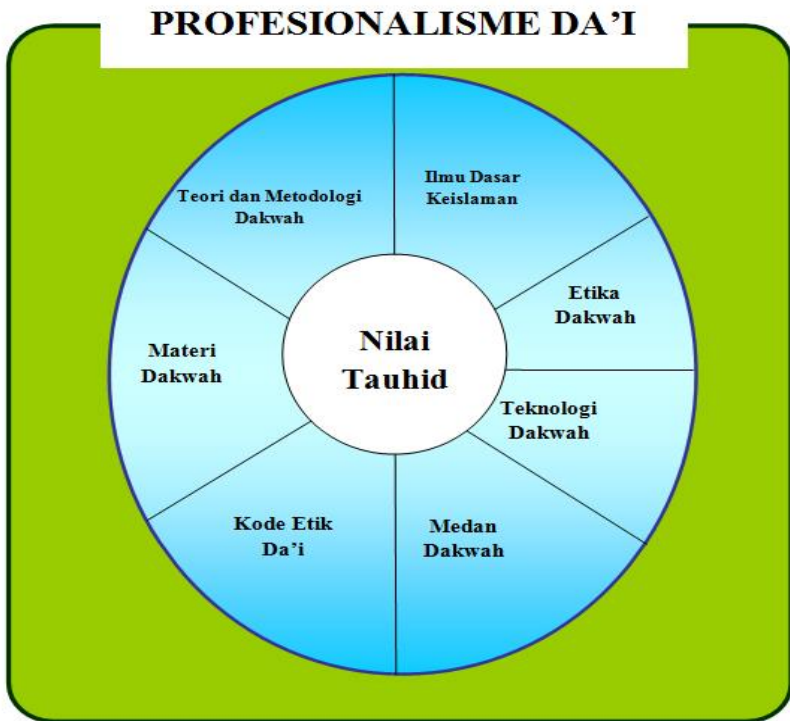 PROFESIONALISME DA’I
Teori dan Metodologi
Dakwah
Ilmu Dasar
Keislaman
Etika
Dakwah
Materi
Dakwah
Nilai
Tauhid
Teknologi
Dakwah
Kode Etik
Da’i
Medan
Dakwah